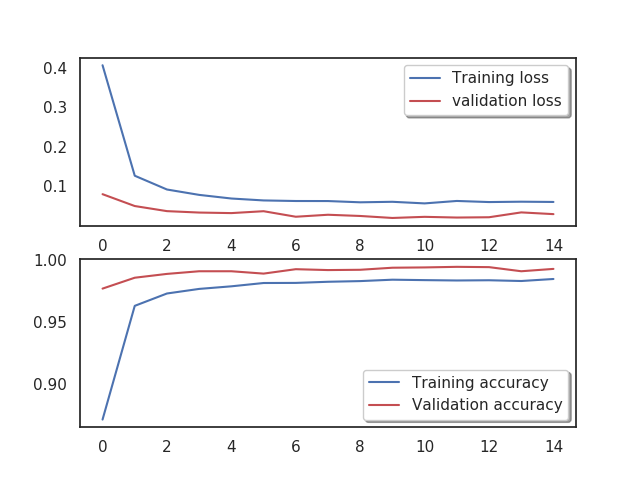 0.4
0.3
0.2
0.1
Training loss
validation loss
0 2 4 6 8 10 12 14
1.00
0.95
0.90
Training accuracy
Validation accuracy
0 2 4 6 8 10 12 14